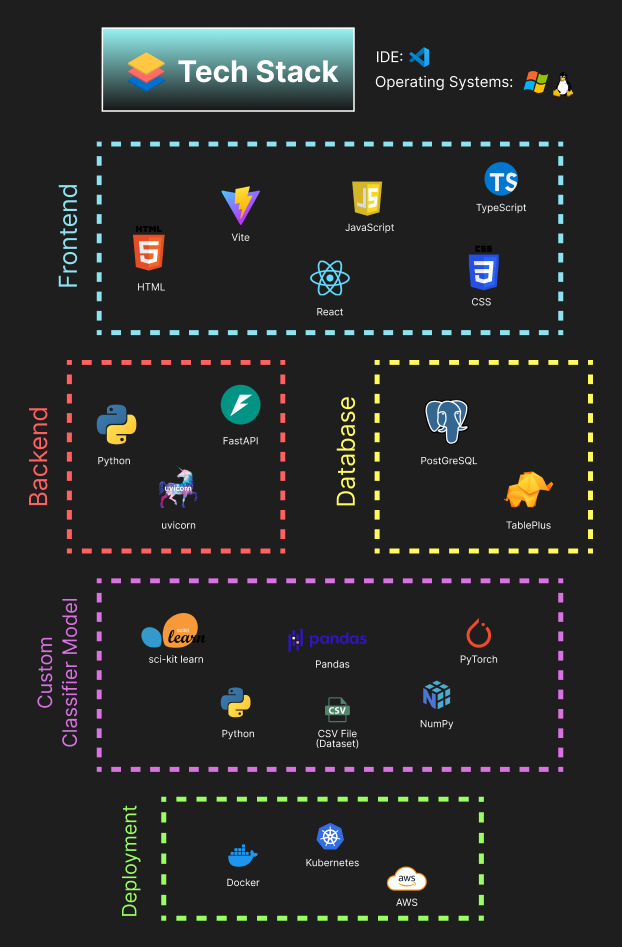 Tech Stack
IDE:
Operating Systems:
Frontend
TS
TypeScript
JS
JavaScript
Vite
HTML
5
HTML
React
CSS
3
CSS
Backend
Python
FastAPI
uvicorn
uvicorn
Database
PostGreSQL
TablePlus
Custom
Classifier Model
scikit
learn
sci-kit learn
pandas
Pandas
PyTorch
Python
CSV
CSV File
(Dataset)
NumPy
Deployment
Docker
Kubernetes
aws
AWS